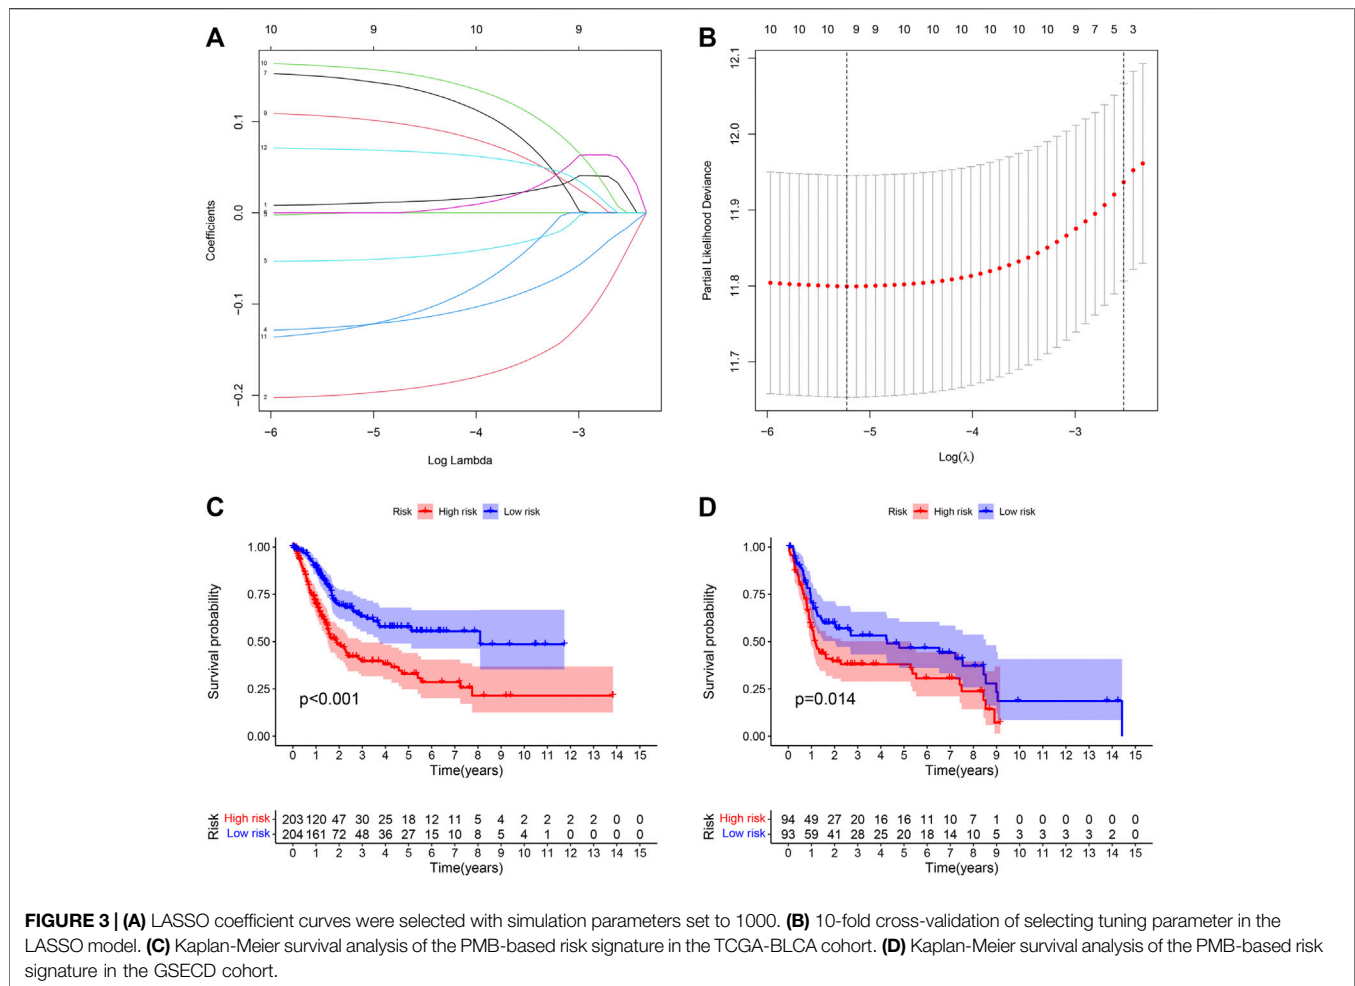 A
10 9 10 9
10
7
9
12
1
5
4
11
2
0.1
0.0
−0.1
−0.2
Coefficients
−6 −5 −4 −3
Log Lambda
B
10 10 10 9 9 10 10 10 10 10 10 9 7 5 3
12.1
12.0
11.9
11.8
11.7
Partial Likelihood Deviance
−6 −5 −4 −3
Log(λ)
C
Risk High risk Low risk
1.00
0.75
0.50
0.25
0.00
Survival probability
p<0.001
0 1 2 3 4 5 6 7 8 9 10 11 12 13 14 15
Time(years)
Risk
High risk 203 120 47 30 25 18 12 11 5 4 2 2 2 2 0 0
Low risk 204 161 72 48 36 27 15 10 8 5 4 1 0 0 0 0
0 1 2 3 4 5 6 7 8 9 10 11 12 13 14 15
Time(years)
D
Risk High risk Low risk
1.00
0.75
0.50
0.25
0.00
Survival probability
p=0.014
0 1 2 3 4 5 6 7 8 9 10 11 12 13 14 15
Time(years)
Risk
High risk 94 49 27 20 16 16 11 10 7 1 0 0 0 0 0 0
Low risk 93 59 41 28 25 20 18 14 10 5 3 3 3 3 2 0
0 1 2 3 4 5 6 7 8 9 10 11 12 13 14 15
Time(years)
FIGURE 3 | (A) LASSO coefficient curves were selected with simulation parameters set to 1000. (B) 10-fold cross-validation of selecting tuning parameter in the
LASSO model. (C) Kaplan-Meier survival analysis of the PMB-based risk signature in the TCGA-BLCA cohort. (D) Kaplan-Meier survival analysis of the PMB-based risk
signature in the GSECD cohort.